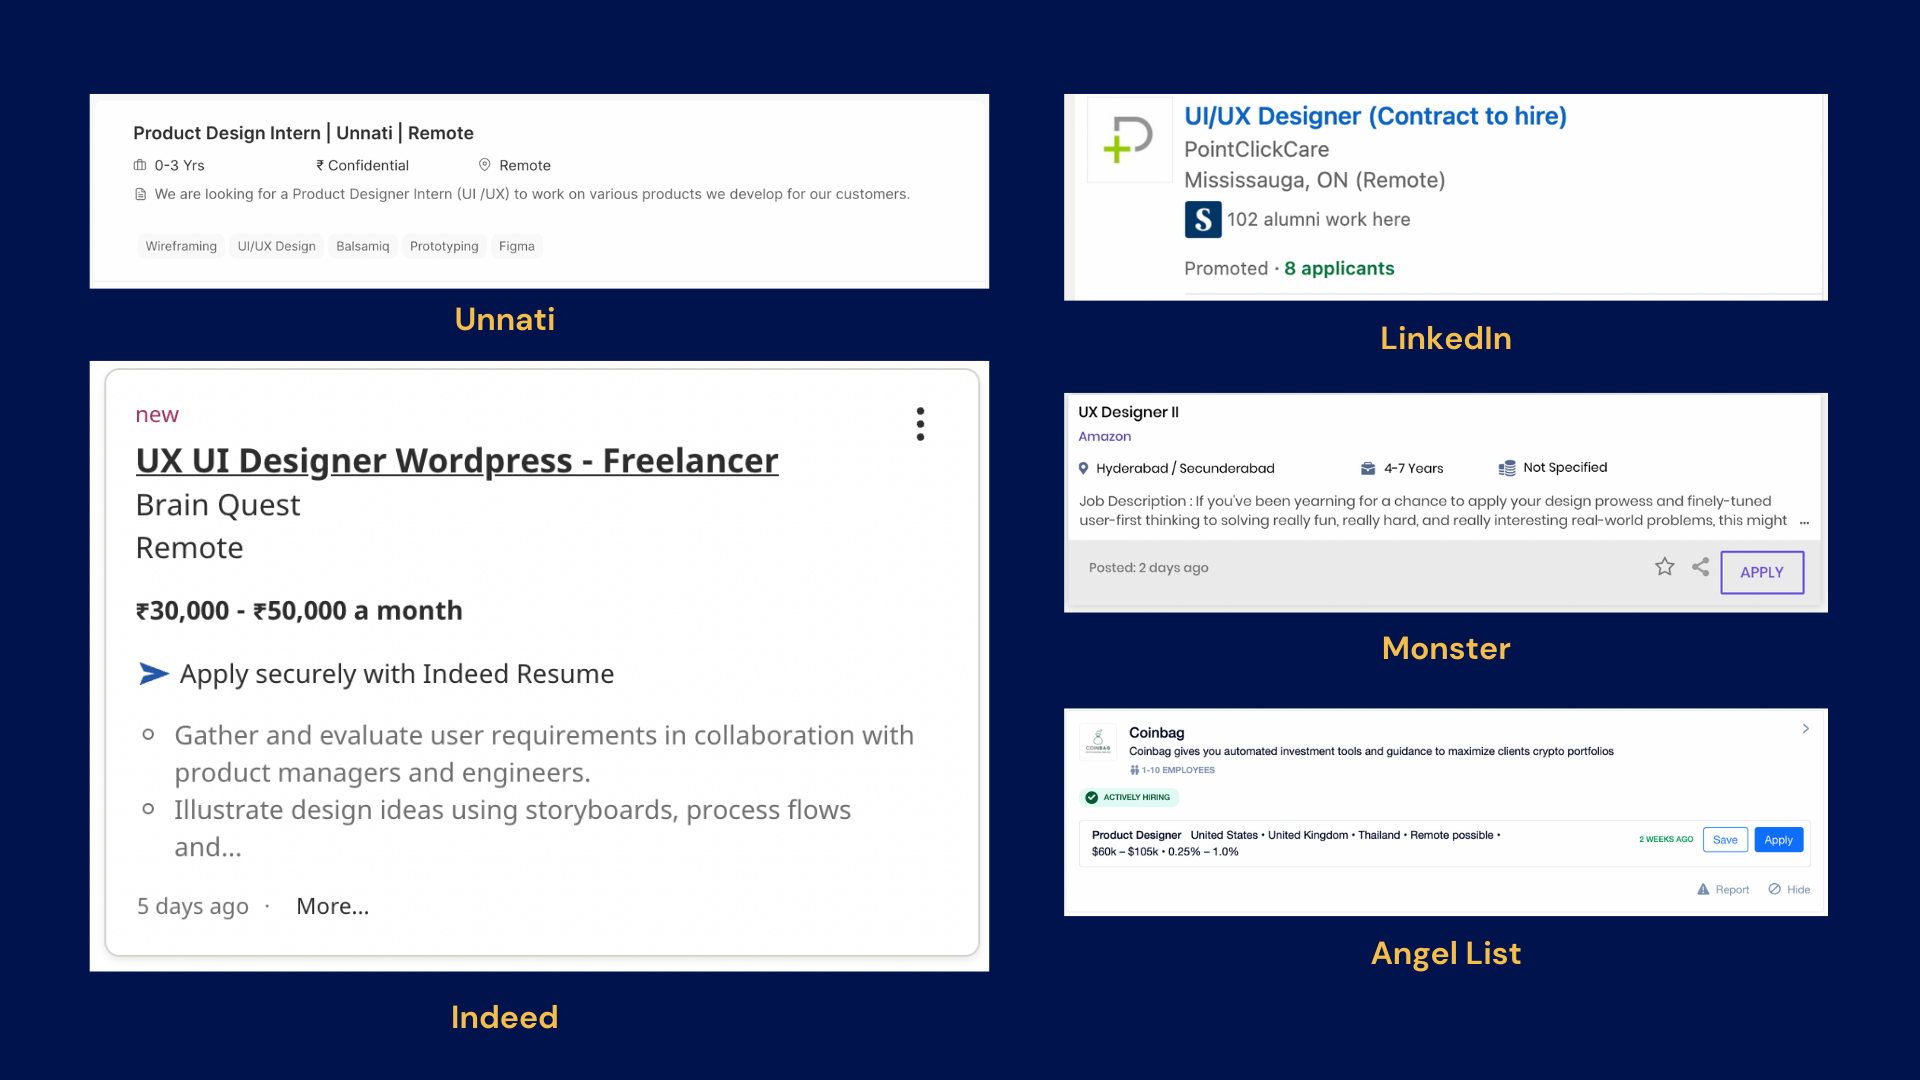 Product Design Intern | Unnati | Remote
0-3 Yrs ₹ Confidential Remote
We are looking for a Product Designer Intern (UI /UX) to work on various products we develop for our customers.
Wireframing UI/UX Design Balsamiq Prototyping Figma
Unnati
new
UX UI Designer Wordpress - Freelancer
Brain Quest
Remote
₹30,000 - ₹50,000 a month
Apply securely with Indeed Resume
Gather and evaluate user requirements in collaboration with
product managers and engineers.
Illustrate design ideas using storyboards, process flows
and...
5 days ago · More...
Indeed
UI/UX Designer (Contract to hire)
PointClickCare
Mississauga, ON (Remote)
S 102 alumni work here
Promoted · 8 applicants
LinkedIn
UX Designer II
Amazon
Hyderabad / Secunderabad 4-7 Years Not Specified
Job Description : If you've been yearning for a chance to apply your design prowess and finely-tuned
user-first thinking to solving really fun, really hard, and really interesting real-world problems, this might ...
Posted: 2 days ago APPLY
Monster
COINBAG
Coinbag
Coinbag gives you automated investment tools and guidance to maximize clients crypto portfolios
1-10 EMPLOYEES
ACTIVELY HIRING
Product Designer United States • United Kingdom • Thailand • Remote possible •
$60k – $105k • 0.25% – 1.0%
2 WEEKS AGO Save Apply
Report Hide
Angel List